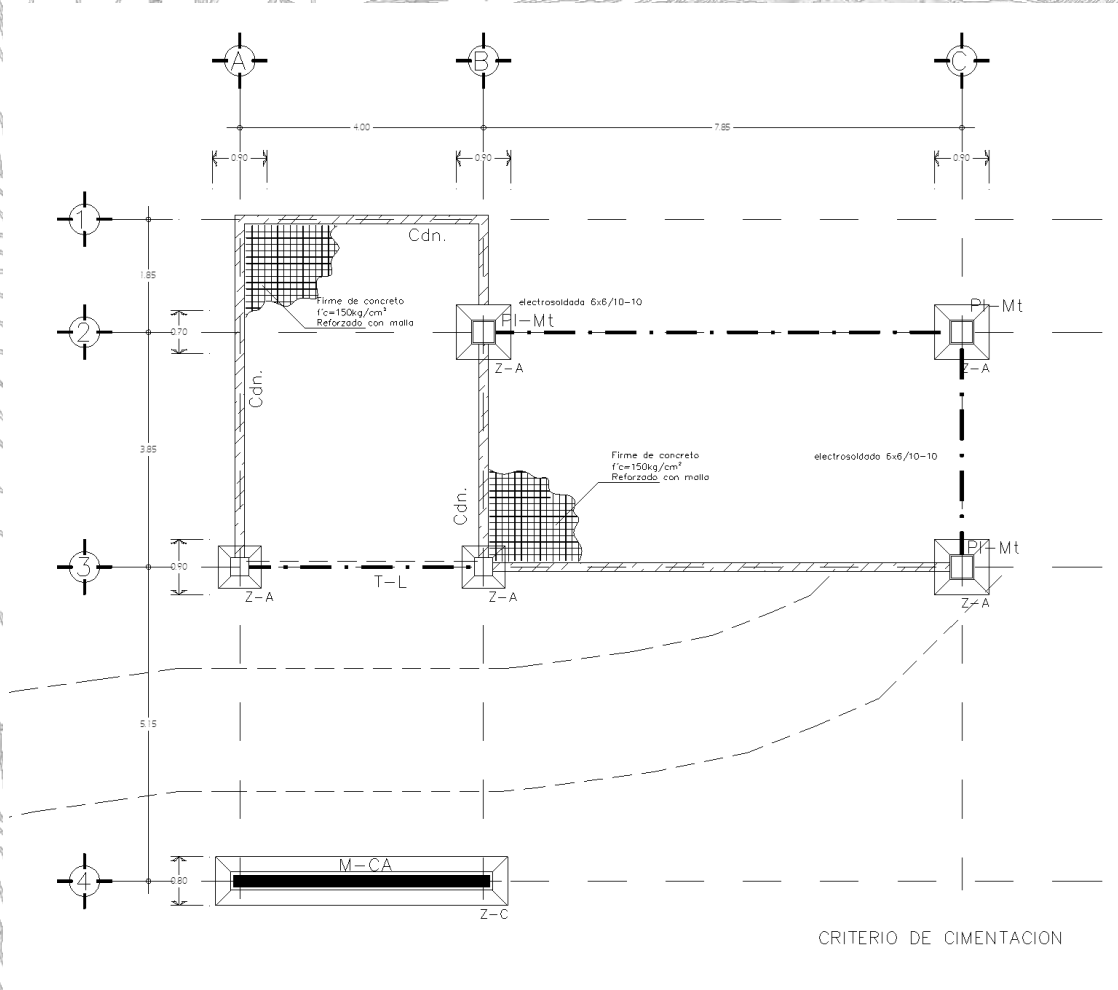 A B C
4.00 7.85
0.90 0.90 0.90
1
Cdn.
1.85
Firme de concreto
f'c=150kg/cm²
Reforzado con malla
electrosoldada 6x6/10-10
Pl-Mt
Pl-Mt
2
0.70
Z-A
Z-A
Cdn.
3.85
Firme de concreto
f'c=150kg/cm²
Reforzado con malla
electrosoldada 6x6/10-10
Cdn.
Pl-Mt
3
0.90
T-L
Z-A
Z-A
Z-A
5.15
M-CA
4
0.80
Z-C
CRITERIO DE CIMENTACION